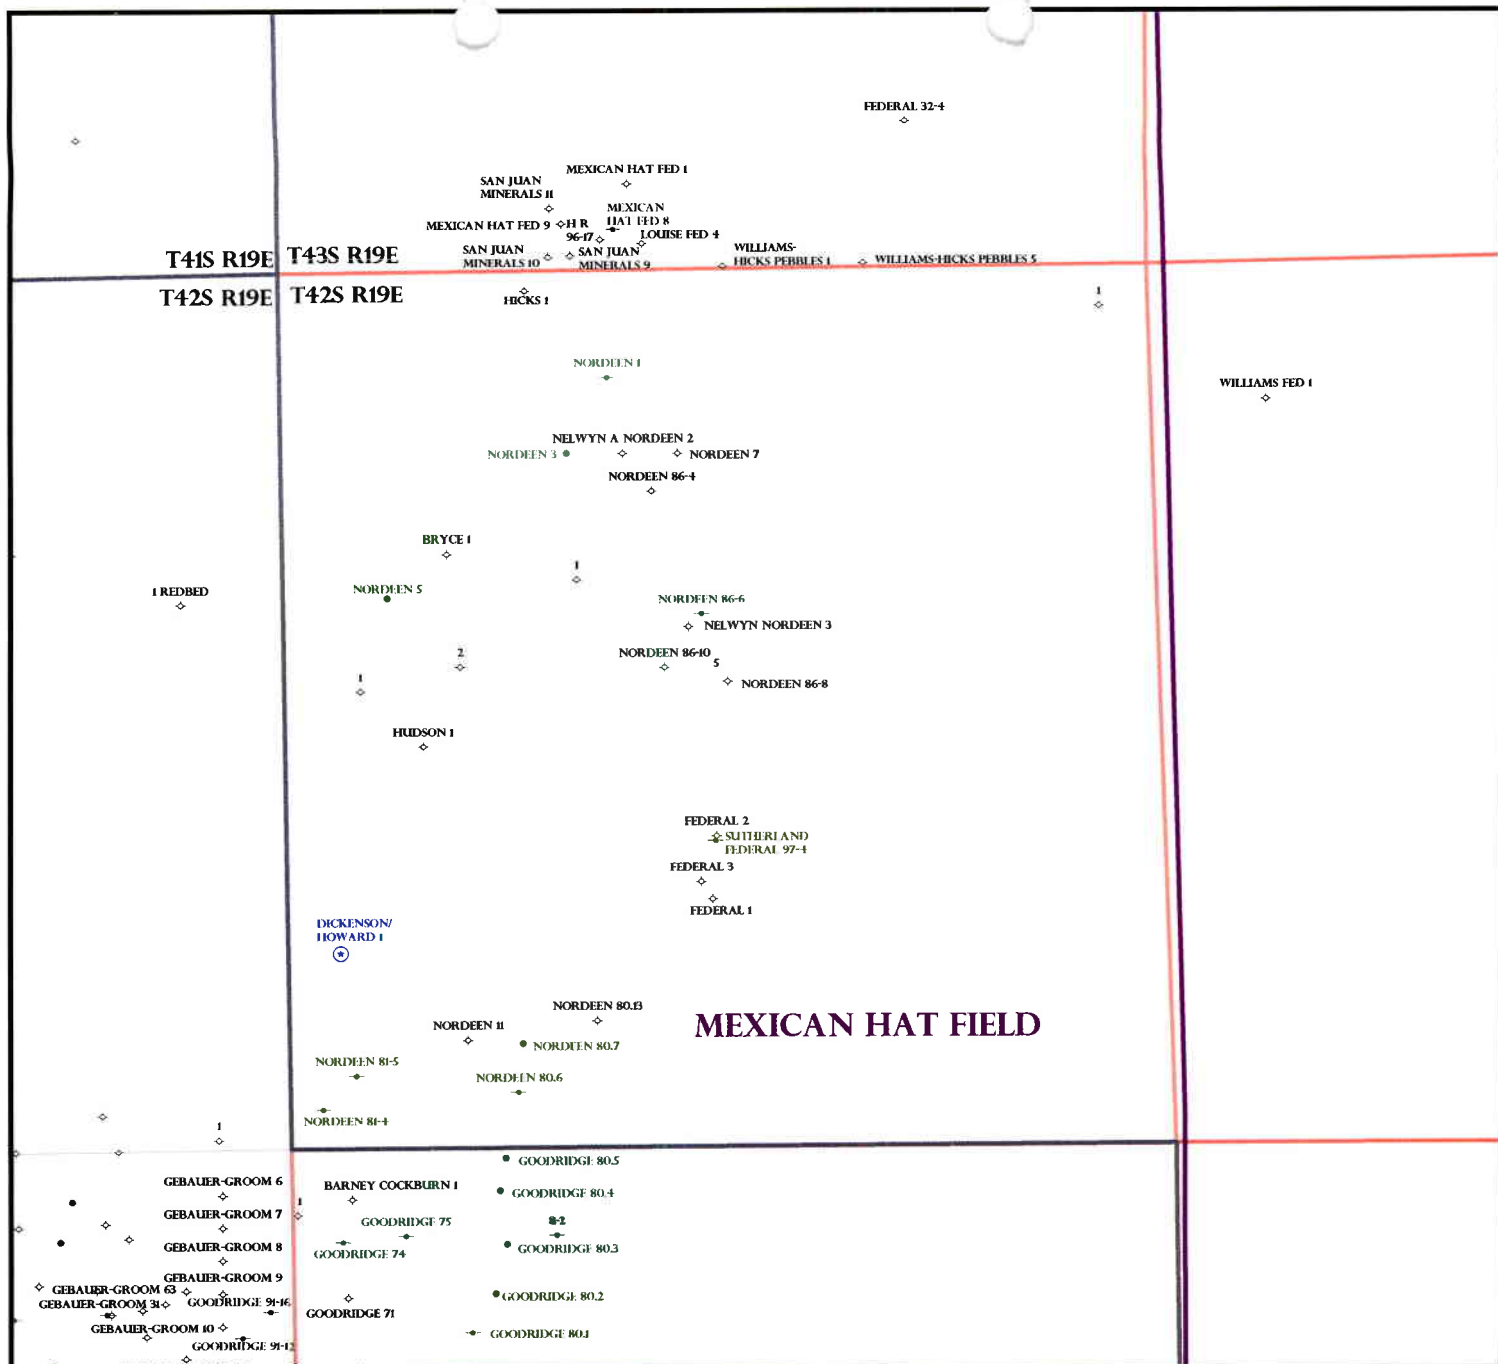 FEDERAL 32-4
MEXICAN HAT FED 1
SAN JUAN
MINERALS 11
MEXICAN
HAT FED 8
MEXICAN HAT FED 9
H R
96-17
LOUISE FED 4
SAN JUAN
MINERALS 10
SAN JUAN
MINERALS 9
WILLIAMS-
HICKS PEBBLES 1
WILLIAMS-HICKS PEBBLES 5
T41S R19E
T43S R19E
T42S R19E
T42S R19E
HICKS 1
1
NORDEEN 1
WILLIAMS FED 1
NELWYN A NORDEEN 2
NORDEEN 3
NORDEEN 7
NORDEEN 86-4
BRYCE 1
1
1 REDBED
NORDEEN 5
NORDEEN 86-6
NELWYN NORDEEN 3
2
NORDEEN 86-10
5
1
NORDEEN 86-8
HUDSON 1
FEDERAL 2
SUTHERLAND
FEDERAL 97-4
FEDERAL 3
FEDERAL 1
DICKENSON/
HOWARD 1
NORDEEN 80.13
NORDEEN 11
MEXICAN HAT FIELD
NORDEEN 80.7
NORDEEN 81-5
NORDEEN 80.6
NORDEEN 81-4
1
GOODRIDGE 80.5
GEBAUER-GROOM 6
BARNEY COCKBURN 1
GOODRIDGE 80.4
1
GEBAUER-GROOM 7
GOODRIDGE 75
8-2
GEBAUER-GROOM 8
GOODRIDGE 74
GOODRIDGE 80.3
GEBAUER-GROOM 9
GEBAUER-GROOM 63
GEBAUER-GROOM 31
GOODRIDGE 91-16
GOODRIDGE 71
GOODRIDGE 80.2
GEBAUER-GROOM 10
GOODRIDGE 91-12
GOODRIDGE 80.1